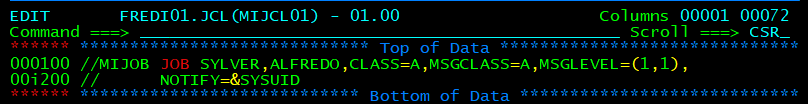 EDIT       FREDI01.JCL(MIJCL01) - 01.00                    Columns 00001 00072
Command ===>                                                  Scroll ===> CSR_
****** ***************************** Top of Data ******************************
000100 //MIJOB JOB SYLVER,ALFREDO,CLASS=A,MSGCLASS=A,MSGLEVEL=(1,1),
00i200 //      NOTIFY=&SYSUID
****** **************************** Bottom of Data ****************************